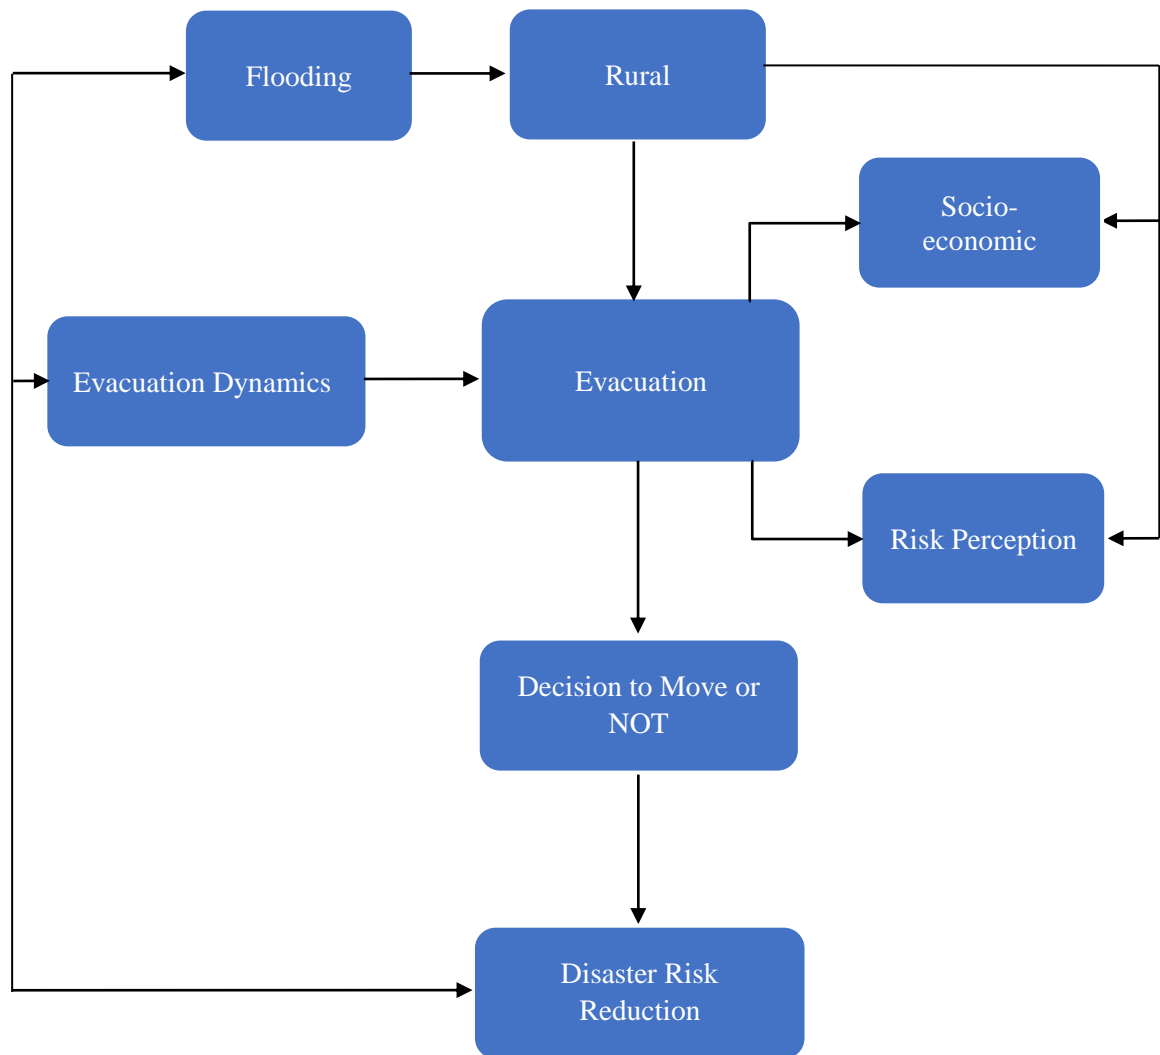 Flooding
Rural
Socio-
economic
Evacuation Dynamics
Evacuation
Risk Perception
Decision to Move or
NOT
Disaster Risk
Reduction